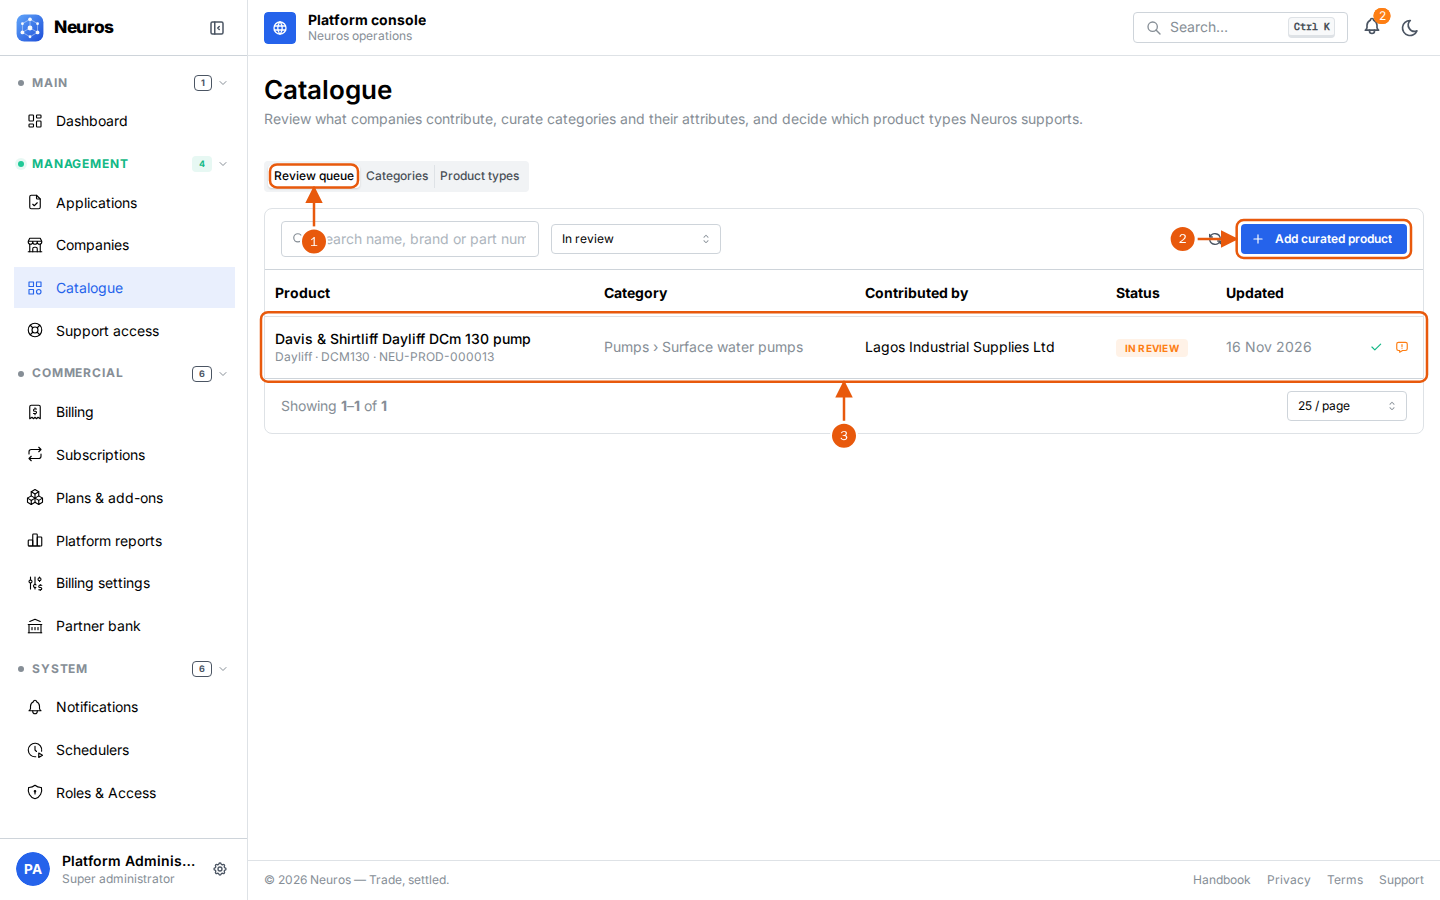 Neuros
Platform console
Neuros operations
Search...
Ctrl K
2
MAIN
1
Dashboard
MANAGEMENT
4
Applications
Companies
Catalogue
Support access
COMMERCIAL
6
Billing
Subscriptions
Plans & add-ons
Platform reports
Billing settings
Partner bank
SYSTEM
6
Notifications
Schedulers
Roles & Access
PA
Platform Adminis...
Super administrator
Catalogue
Review what companies contribute, curate categories and their attributes, and decide which product types Neuros supports.
Review queue
Categories
Product types
1
earch name, brand or part num
In review
2
Add curated product
Product
Category
Contributed by
Status
Updated
Davis & Shirtliff Dayliff DCm 130 pump
Dayliff · DCM130 · NEU-PROD-000013
Pumps › Surface water pumps
Lagos Industrial Supplies Ltd
IN REVIEW
16 Nov 2026
Showing 1–1 of 1
25 / page
3
© 2026 Neuros — Trade, settled.
Handbook
Privacy
Terms
Support